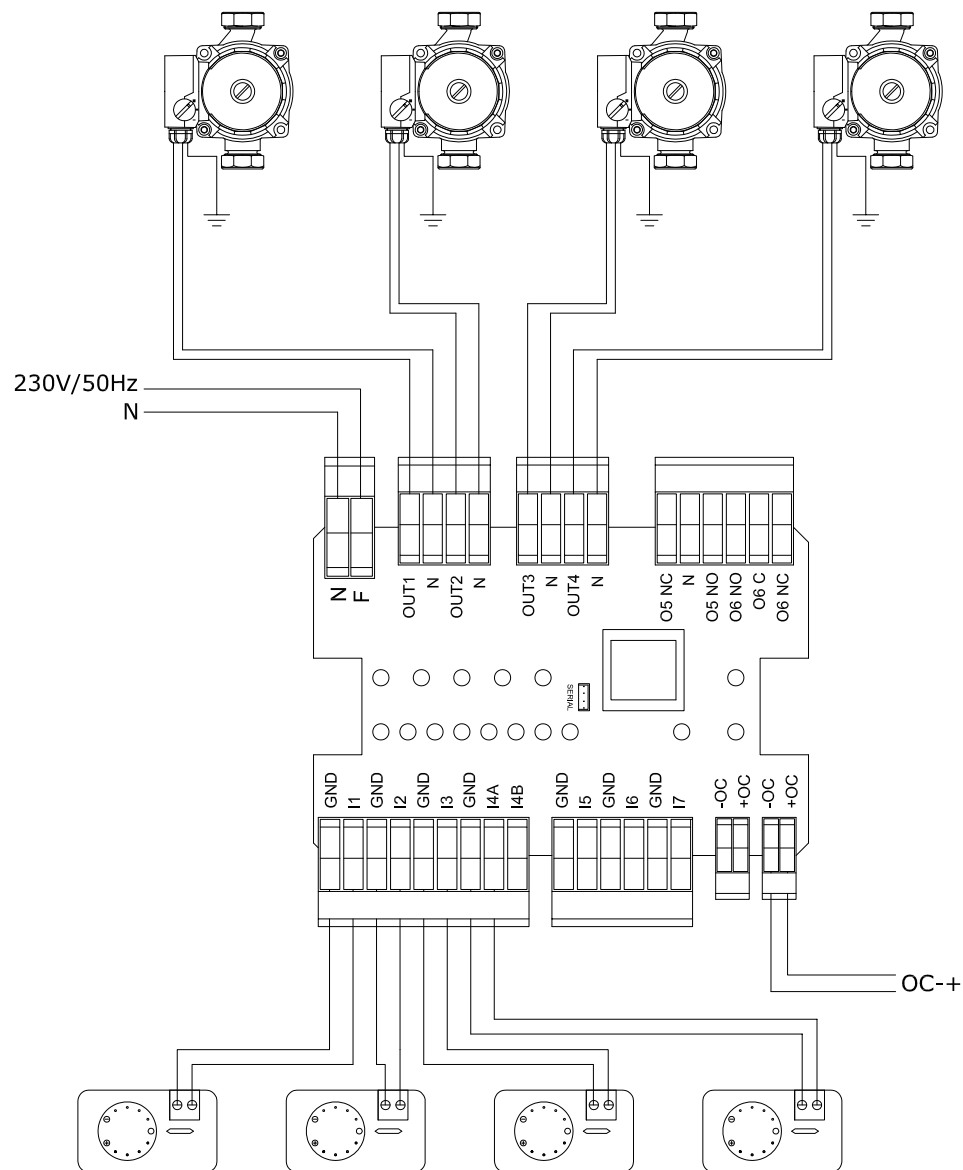 230V/50Hz
N
N
F
OUT1
N
OUT2
N
OUT3
N
OUT4
N
O5 NC
N
O5 NO
O6 NO
O6 C
O6 NC
SERIAL
GND
I1
GND
I2
GND
I3
GND
I4A
I4B
GND
I5
GND
I6
GND
I7
-OC
+OC
-OC
+OC
OC-+